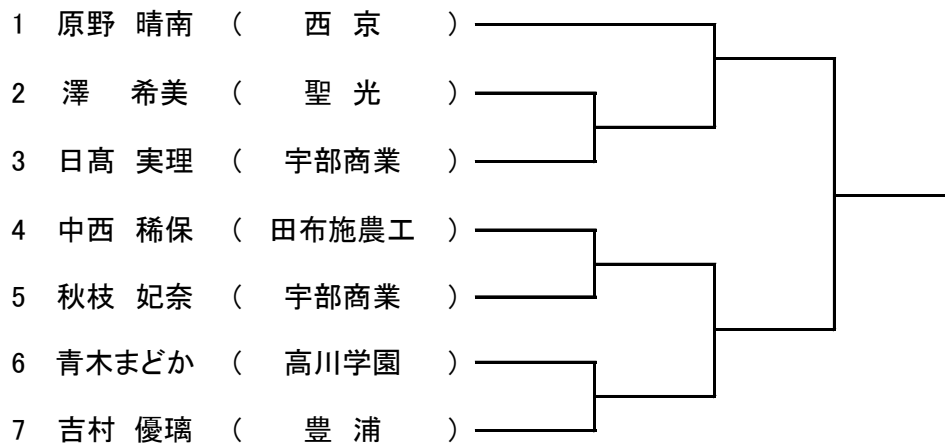 1 原野 晴南 ( 西 京 )
2 澤 希美 ( 聖 光 )
3 日髙 実理 ( 宇部商業 )
4 中西 稀保 ( 田布施農工 )
5 秋枝 妃奈 ( 宇部商業 )
6 青木まどか ( 高川学園 )
7 吉村 優璃 ( 豊 浦 )